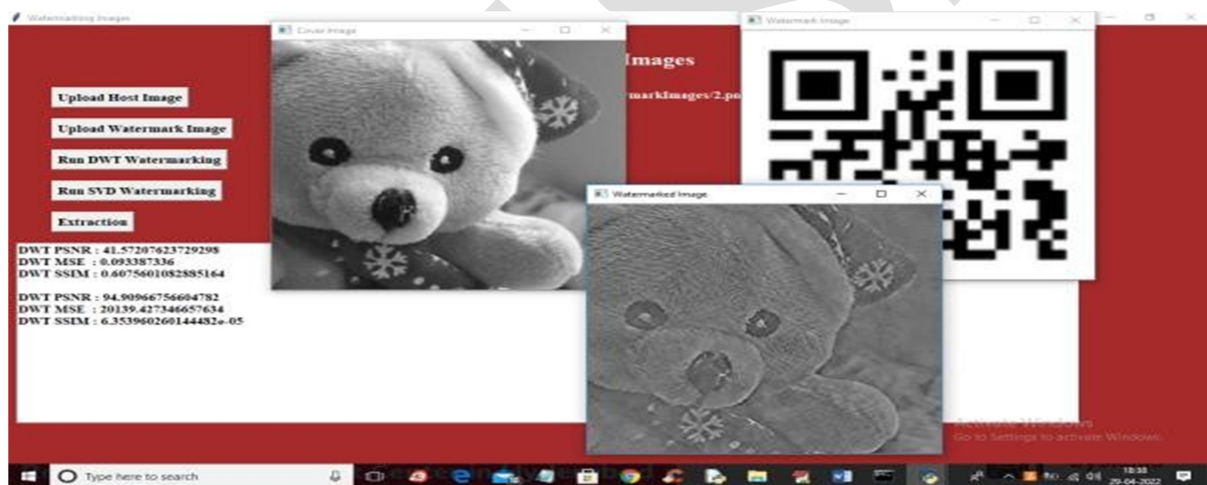 Watermarking Images
Cover Image
Watermark Image
Images
markImages/2.pn
Upload Host Image
Upload Watermark Image
Run DWT Watermarking
Run SVD Watermarking
Extraction
Watermarked Image
DWT PSNR : 41.57207623729298
DWT MSE : 0.093387336
DWT SSIM : 0.6075601082885164
DWT PSNR : 94.90966756604782
DWT MSE : 20139.427346657634
DWT SSIM : 6.353960260144482e-05
Activate Windows
Go to Settings to activate Windows.
Type here to search
18:38
29-04-2022